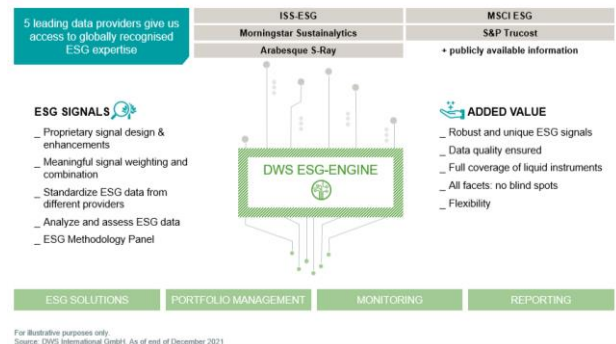 5 leading data providers give us
access to globally recognised
ESG expertise
ISS-ESG
MSCI ESG
Morningstar Sustainalytics
S&P Trucost
Arabesque S-Ray
+ publicly available information
ESG SIGNALS
_ Proprietary signal design &
enhancements
_ Meaningful signal weighting and
combination
_ Standardize ESG data from
different providers
_ Analyze and assess ESG data
_ ESG Methodology Panel
DWS ESG-ENGINE
ADDED VALUE
_ Robust and unique ESG signals
_ Data quality ensured
_ Full coverage of liquid instruments
_ All facets: no blind spots
_ Flexibility
ESG SOLUTIONS
PORTFOLIO MANAGEMENT
MONITORING
REPORTING
For illustrative purposes only.
Source: DWS International GmbH. As of end of December 2021